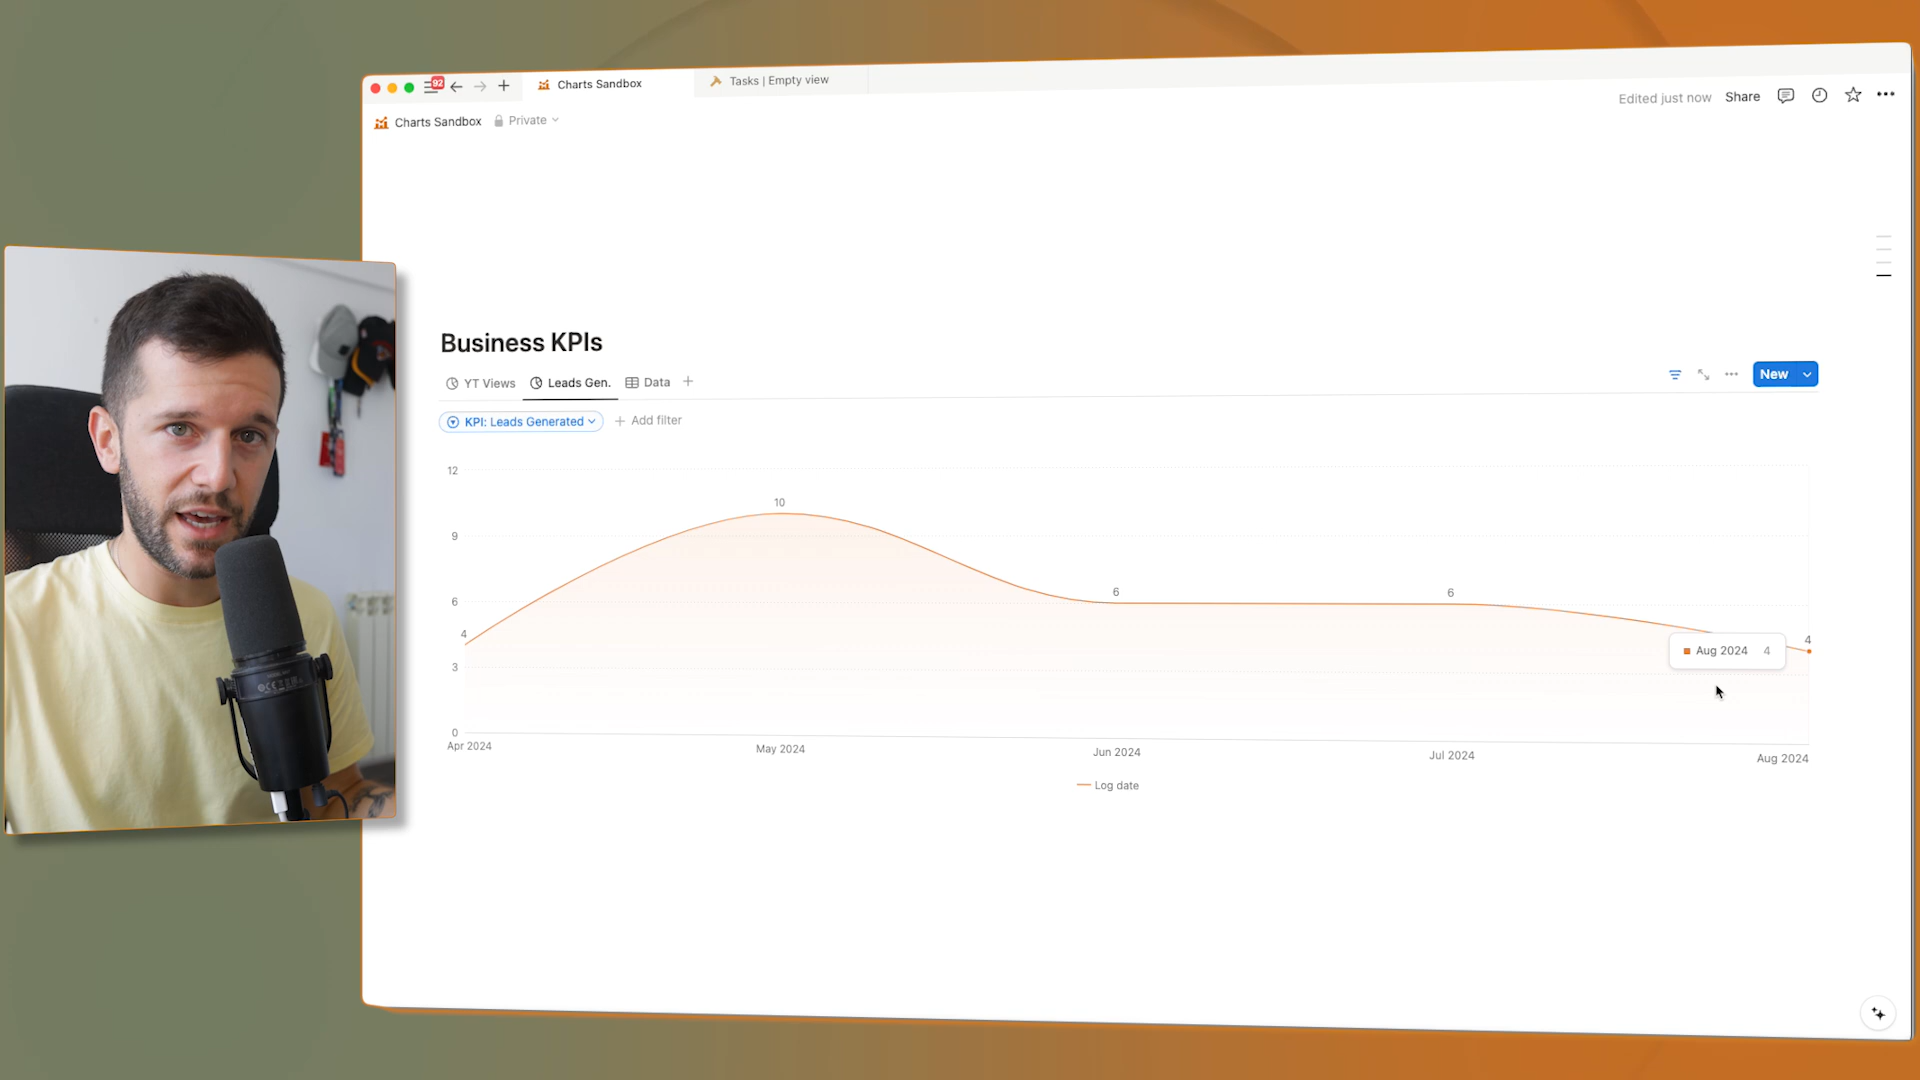 92
Charts Sandbox
Tasks | Empty view
Charts Sandbox
Private
Edited just now
Share
Business KPIs
YT Views
Leads Gen.
Data
New
KPI: Leads Generated
Add filter
12
9
6
3
0
4
10
6
6
4
Aug 2024 4
Apr 2024
May 2024
Jun 2024
Jul 2024
Aug 2024
Log date